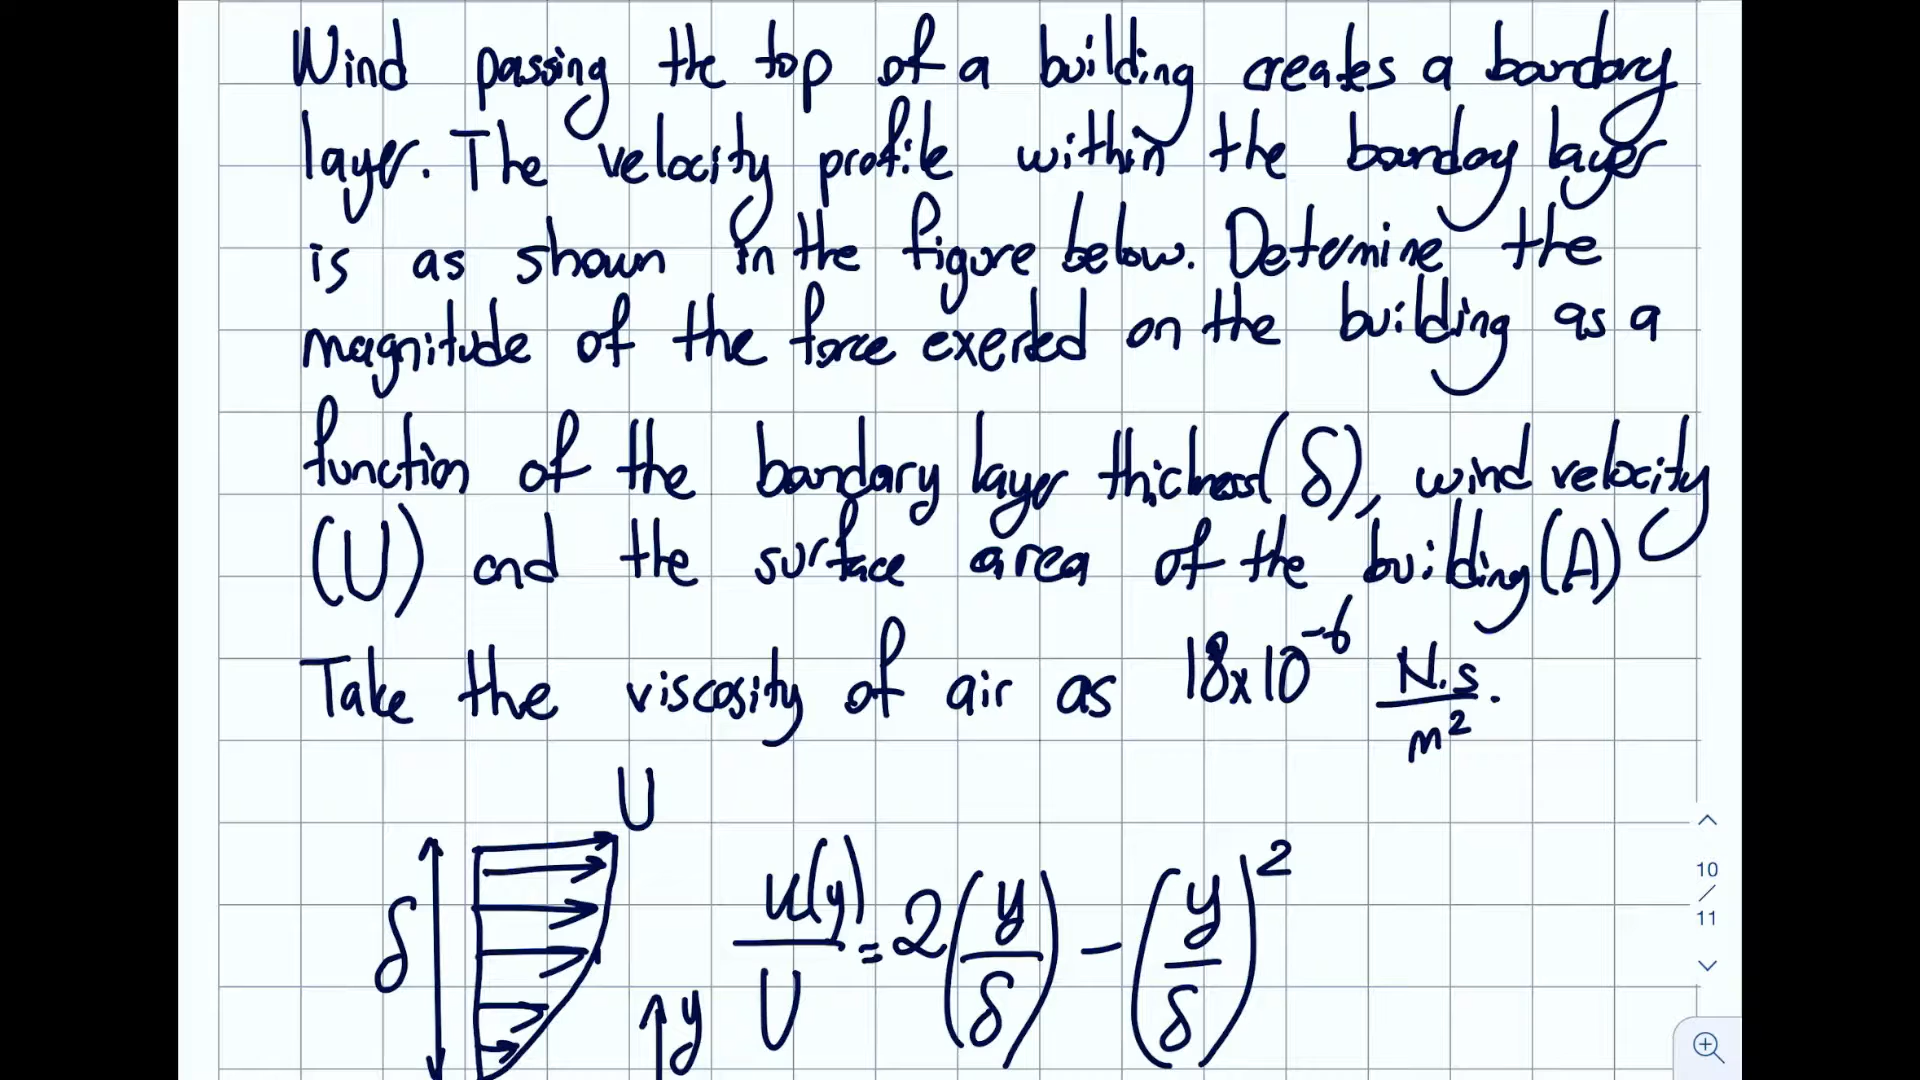 Wind passing the top of a building creates a boundary
layer. The velocity profile within the boundary layer
is as shown in the figure below. Determine the
magnitude of the force exerted on the building as a
function of the boundary layer thickness (δ), wind velocity
(U) and the surface area of the building (A)
Take the viscosity of air as 18x10⁻⁶ N.s/m².
U
δ
y
u(y)/U = 2(y/δ) - (y/δ)²
10
/
11